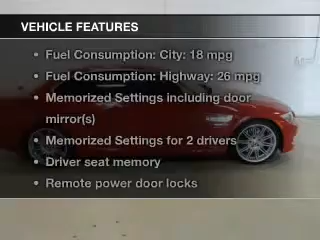 VEHICLE FEATURES
• Fuel Consumption: City: 18 mpg
• Fuel Consumption: Highway: 26 mpg
• Memorized Settings including door
mirror(s)
• Memorized Settings for 2 drivers
• Driver seat memory
• Remote power door locks